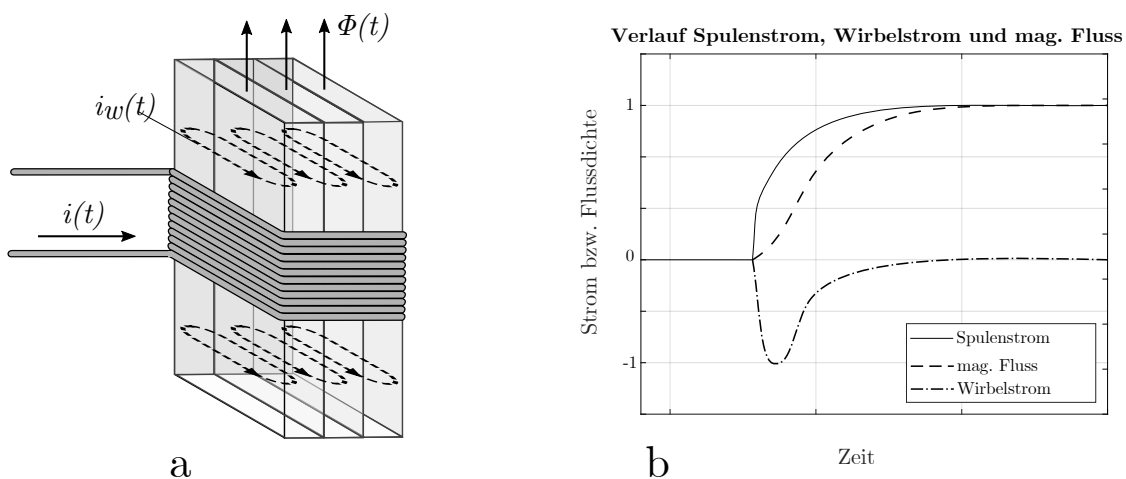 Φ(t)
iw(t)
i(t)
a
Verlauf Spulenstrom, Wirbelstrom und mag. Fluss
Strom bzw. Flussdichte
1
0
-1
Spulenstrom
mag. Fluss
Wirbelstrom
Zeit
b